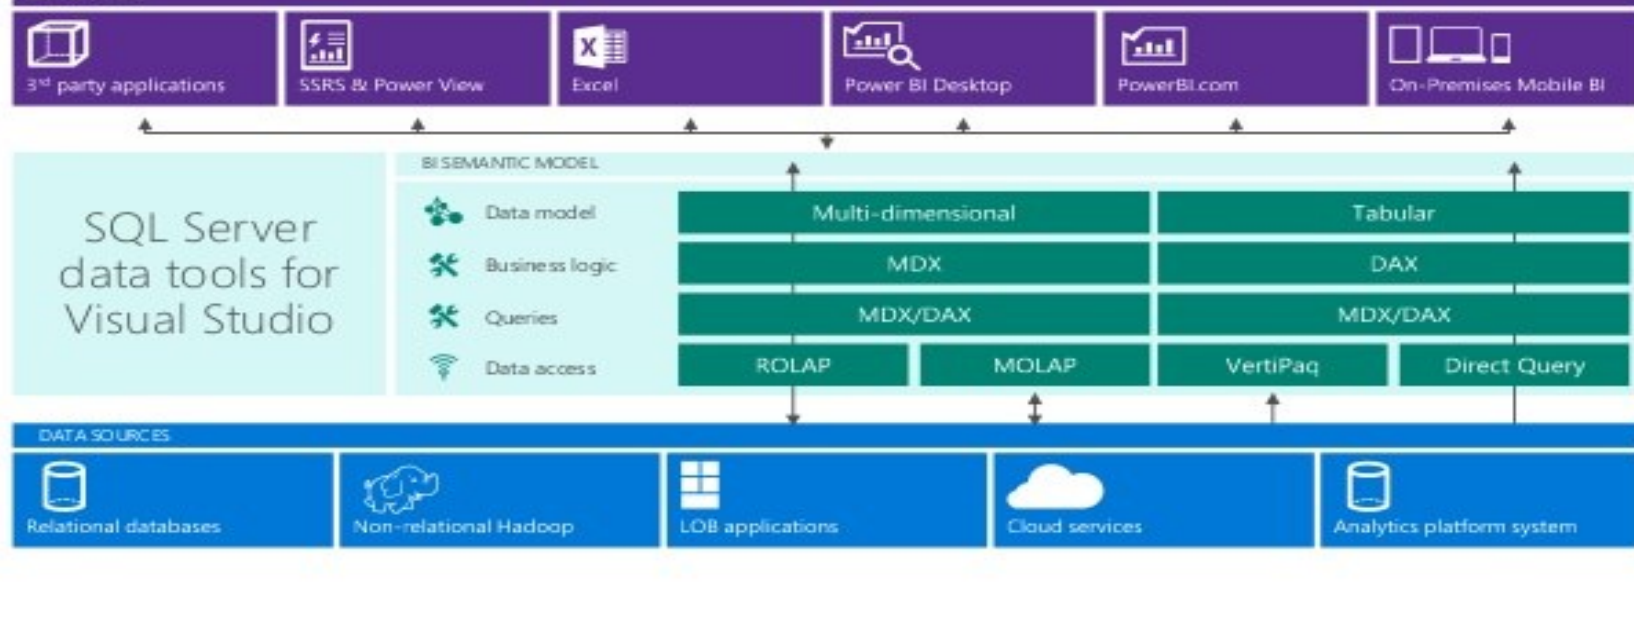 3rd party applications
SSRS & Power View
Excel
Power BI Desktop
PowerBI.com
On-Premises Mobile BI
SQL Server
data tools for
Visual Studio
BI SEMANTIC MODEL
Data model
Multi-dimensional
Tabular
Business logic
MDX
DAX
Queries
MDX/DAX
MDX/DAX
Data access
ROLAP
MOLAP
VertiPaq
Direct Query
DATA SOURCES
Relational databases
Non-relational Hadoop
LOB applications
Cloud services
Analytics platform system